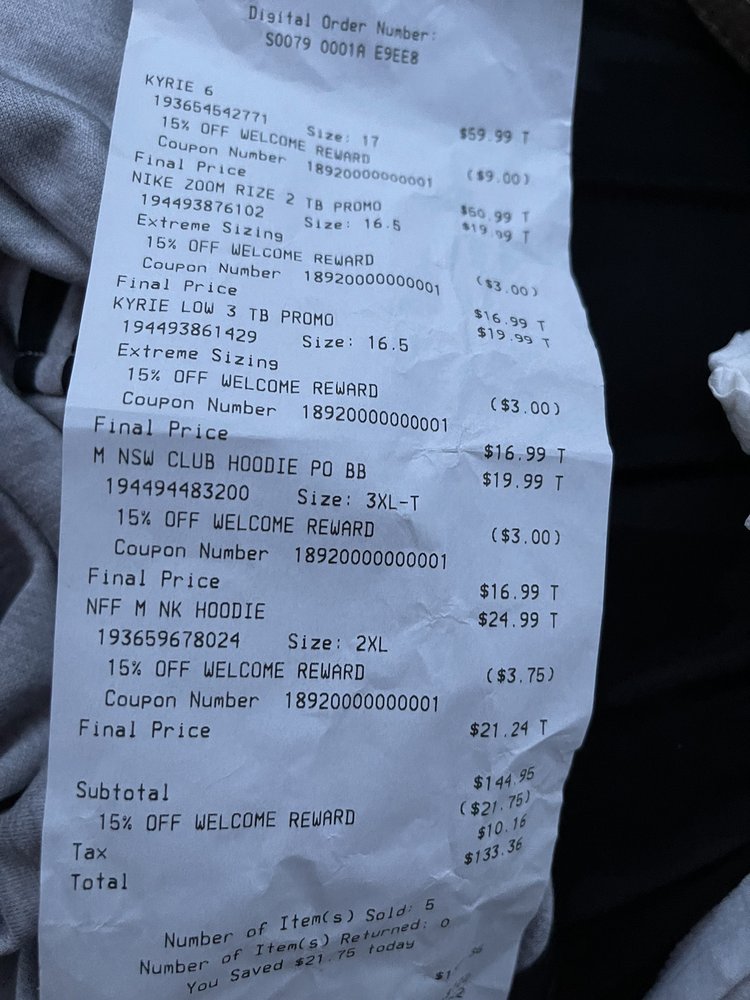 Digital Order Number:
S0079 0001A E9EE8
KYRIE 6
193654542771 Size: 17 $59.99 T
15% OFF WELCOME REWARD
Coupon Number 18920000000001 ($9.00)
Final Price $50.99 T
NIKE ZOOM RIZE 2 TB PROMO $19.99 T
194493876102 Size: 16.5
Extreme Sizing
15% OFF WELCOME REWARD ($3.00)
Coupon Number 18920000000001
Final Price $16.99 T
KYRIE LOW 3 TB PROMO $19.99 T
194493861429 Size: 16.5
Extreme Sizing
15% OFF WELCOME REWARD ($3.00)
Coupon Number 18920000000001
Final Price $16.99 T
M NSW CLUB HOODIE PO BB $19.99 T
194494483200 Size: 3XL-T
15% OFF WELCOME REWARD ($3.00)
Coupon Number 18920000000001
Final Price $16.99 T
NFF M NK HOODIE $24.99 T
193659678024 Size: 2XL
15% OFF WELCOME REWARD ($3.75)
Coupon Number 18920000000001
Final Price $21.24 T
Subtotal $144.95
15% OFF WELCOME REWARD ($21.75)
Tax $10.16
Total $133.36
Number of Item(s) Sold: 5
Number of Item(s) Returned: 0
You Saved $21.75 today